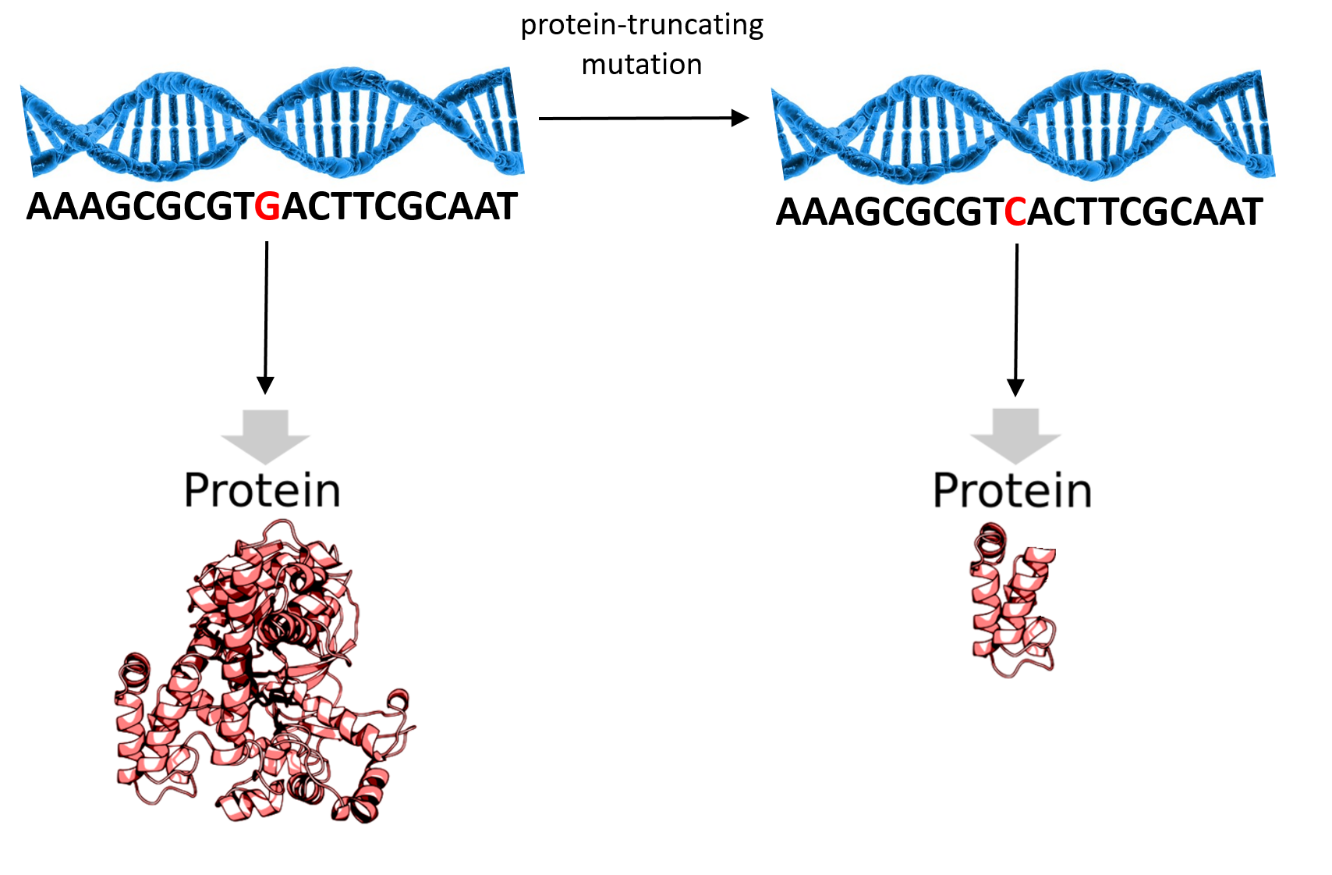 protein-truncating
mutation
AAAGCGCGTGACTTCGCAAT
AAAGCGCGTCACTTCGCAAT
Protein
Protein